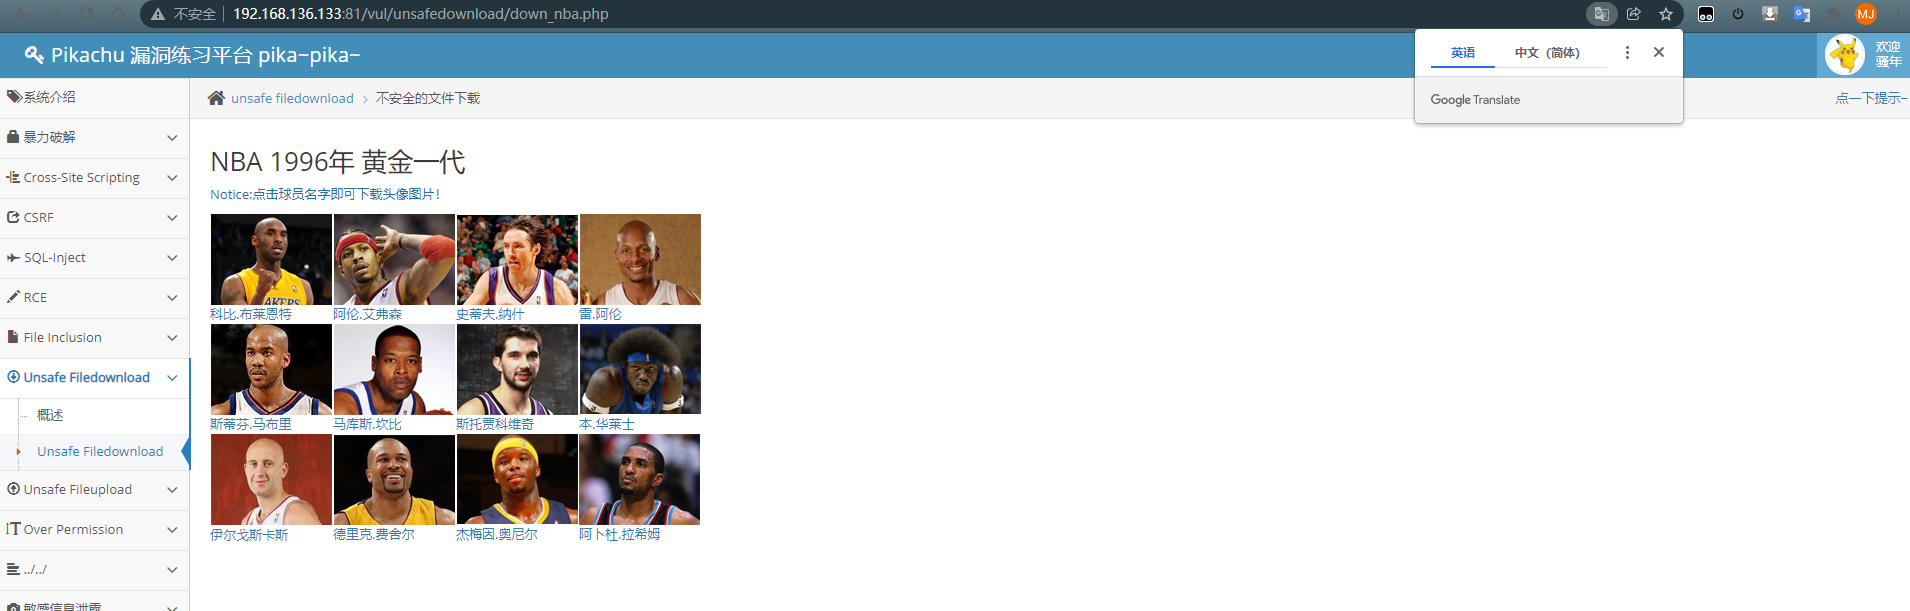 不安全 192.168.136.133:81/vul/unsafedownload/down_nba.php
MJ
Pikachu 漏洞练习平台 pika~pika~
英语 中文（简体）
Google Translate
欢迎
骚年
系统介绍
暴力破解
Cross-Site Scripting
CSRF
SQL-Inject
RCE
File Inclusion
Unsafe Filedownload
概述
Unsafe Filedownload
Unsafe Fileupload
Over Permission
../../
敏感信息泄露
unsafe filedownload 不安全的文件下载
点一下提示~
NBA 1996年 黄金一代
Notice:点击球员名字即可下载头像图片！
科比.布莱恩特 阿伦.艾弗森 史蒂夫.纳什 雷.阿伦
斯蒂芬.马布里 马库斯.坎比 斯托贾科维奇 本.华莱士
伊尔戈斯卡斯 德里克.费舍尔 杰梅因.奥尼尔 阿卜杜.拉希姆